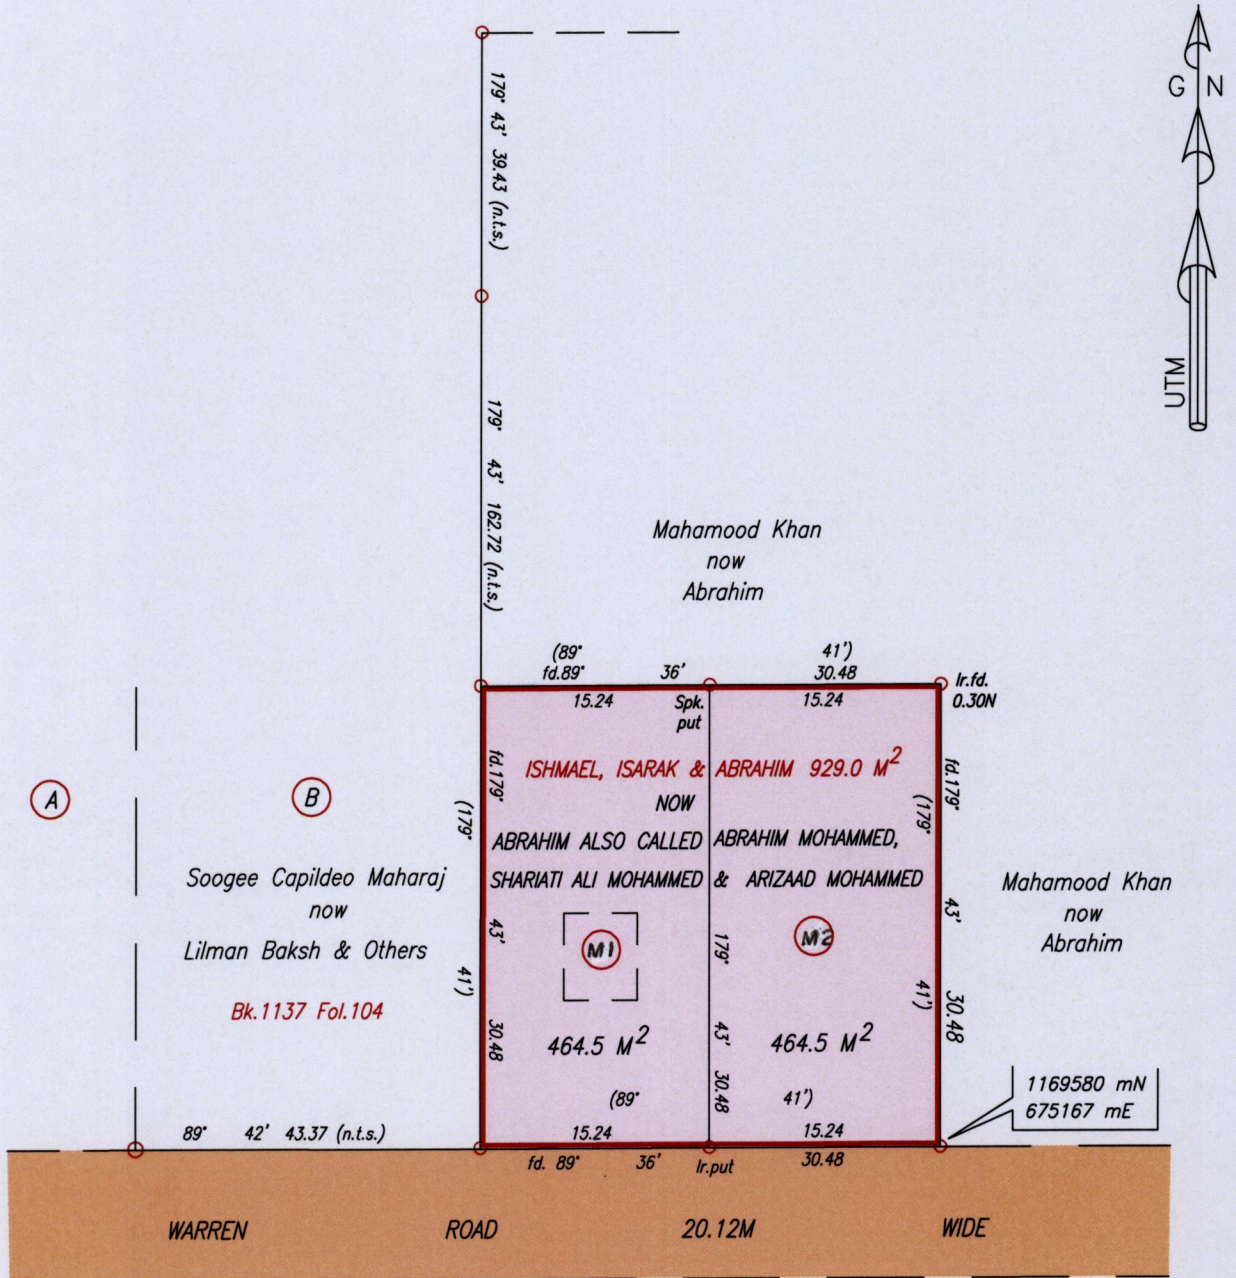 G N
UTM
179° 43' 39.43 (n.t.s.)
179° 43' 162.72 (n.t.s.)
Mahamood Khan
now
Abrahim
(89° 41')
fd.89° 36' 30.48
Ir.fd.
0.30N
15.24 Spk. 15.24
put
ISHMAEL, ISARAK & ABRAHIM 929.0 M²
NOW
ABRAHIM ALSO CALLED ABRAHIM MOHAMMED,
SHARIATI ALI MOHAMMED & ARIZAAD MOHAMMED
fd.179° 43' 30.48
(179° 41')
fd.179° 43' 30.48
(179° 41')
A
B
Soogee Capildeo Maharaj
now
Lilman Baksh & Others
Bk.1137 Fol.104
Mahamood Khan
now
Abrahim
M1
M2
179° 43' 30.48
464.5 M²
464.5 M²
(89° 41')
1169580 mN
675167 mE
89° 42' 43.37 (n.t.s.)
15.24 15.24
fd. 89° 36' Ir.put 30.48
WARREN ROAD 20.12M WIDE